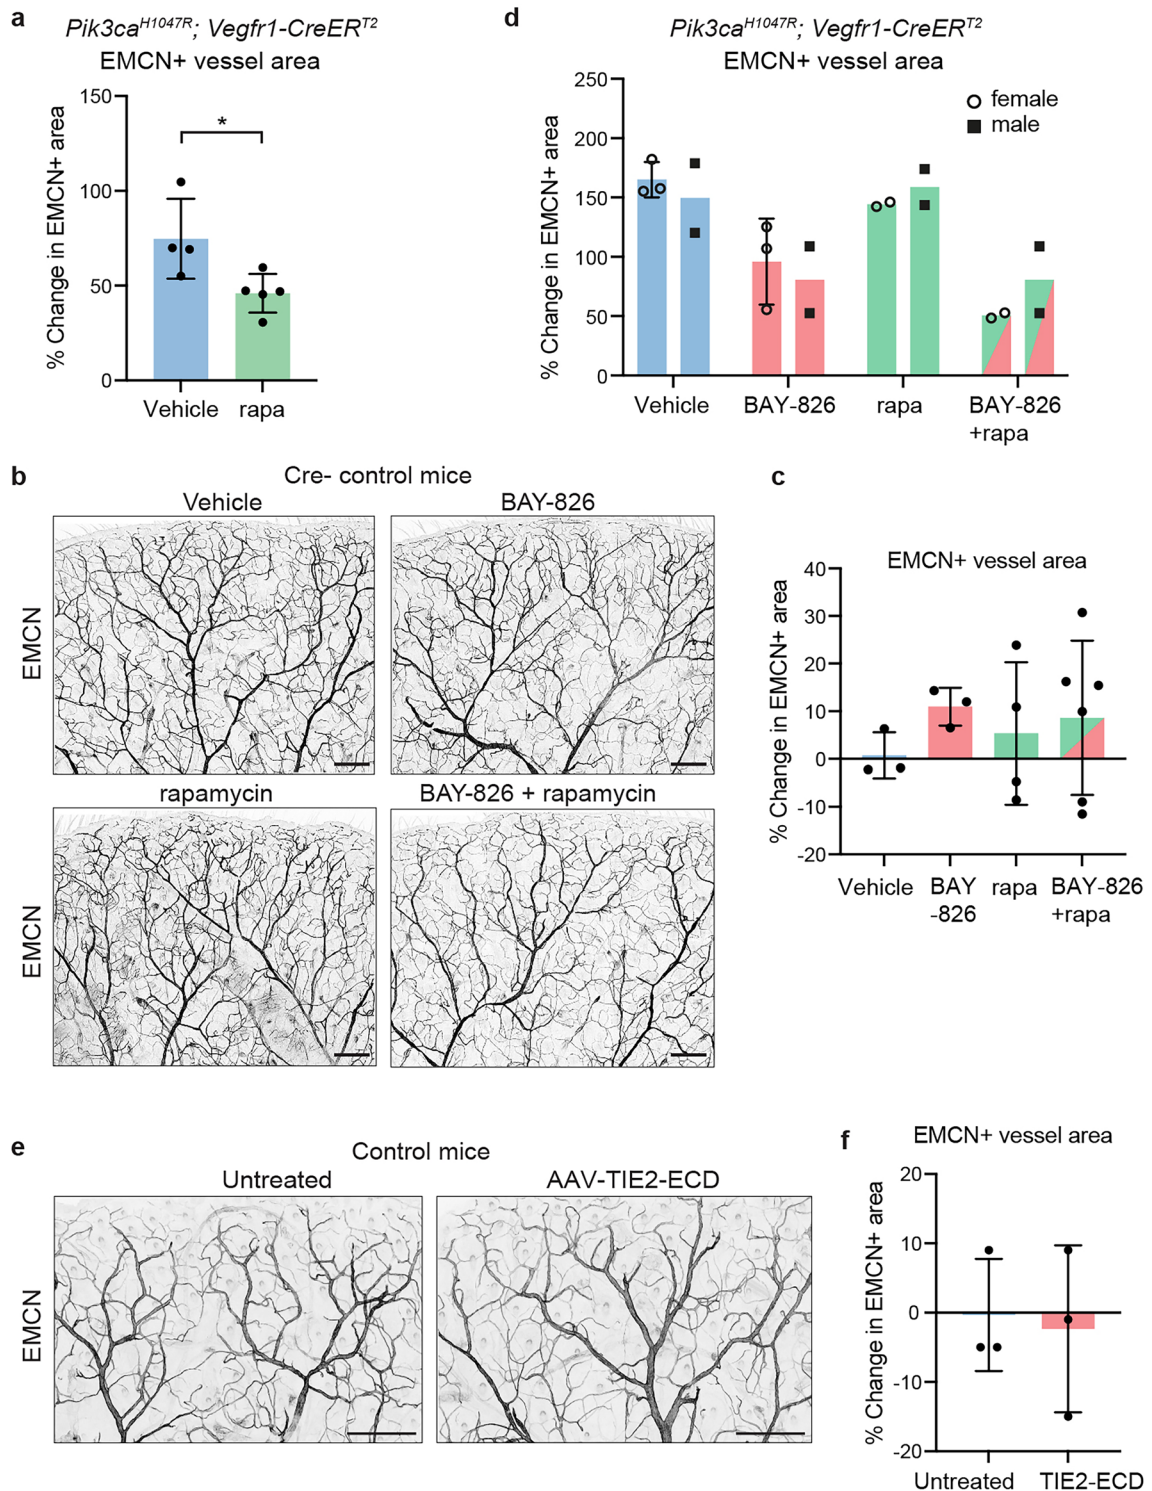 a
Pik3caH1047R; Vegfr1-CreERT2
EMCN+ vessel area
% Change in EMCN+ area
150
100
50
0
*
Vehicle
rapa
d
Pik3caH1047R; Vegfr1-CreERT2
EMCN+ vessel area
% Change in EMCN+ area
250
200
150
100
50
0
female
male
Vehicle
BAY-826
rapa
BAY-826
+rapa
b
Cre- control mice
Vehicle
BAY-826
EMCN
rapamycin
BAY-826 + rapamycin
EMCN
c
EMCN+ vessel area
% Change in EMCN+ area
40
30
20
10
0
-10
-20
Vehicle
BAY
-826
rapa
BAY-826
+rapa
e
Control mice
Untreated
AAV-TIE2-ECD
EMCN
f
EMCN+ vessel area
% Change in EMCN+ area
20
10
0
-10
-20
Untreated
TIE2-ECD